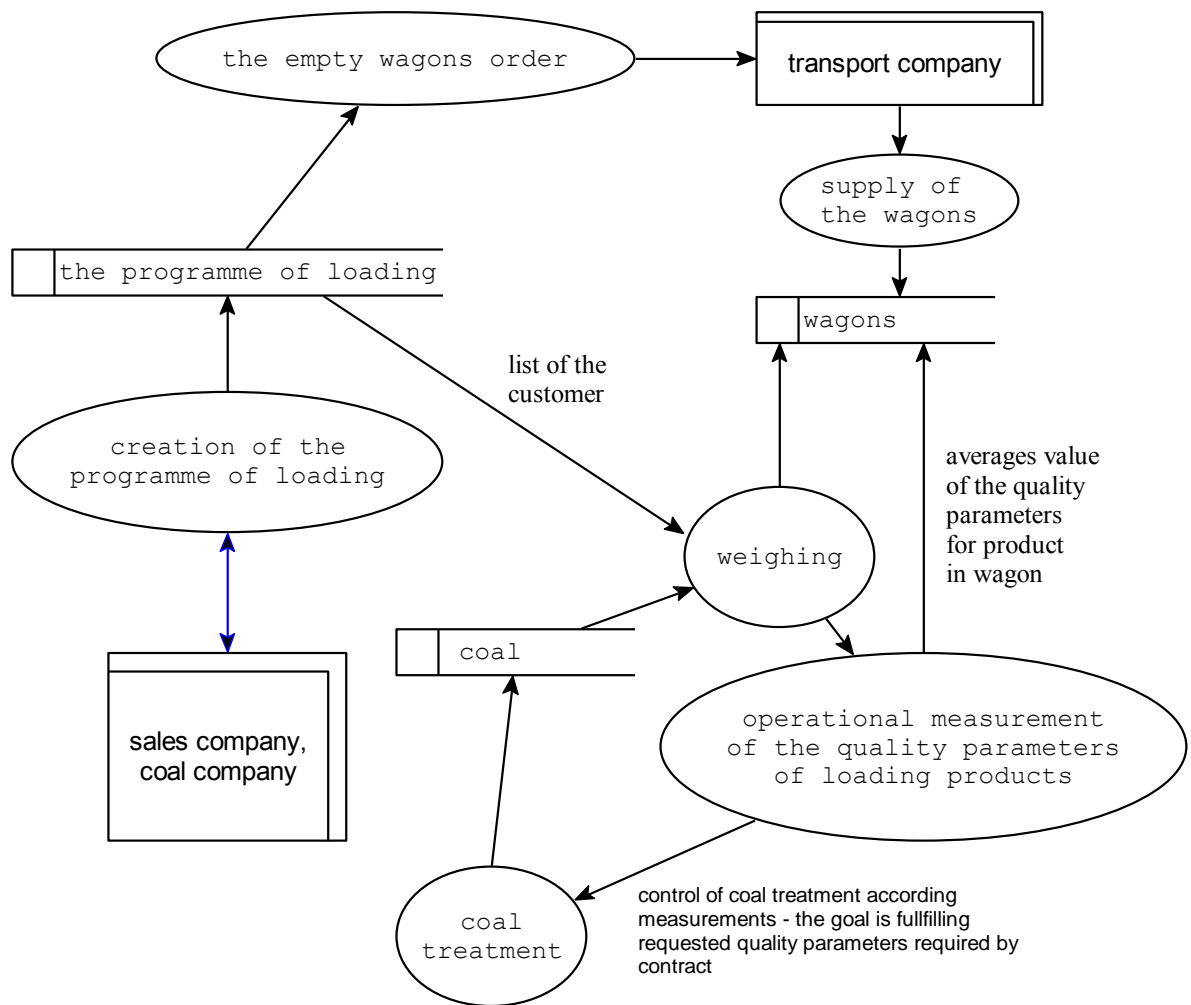 the empty wagons order
transport company
supply of
the wagons
the programme of loading
wagons
list of the
customer
creation of the
programme of loading
averages value
of the quality
parameters
for product
in wagon
weighing
coal
sales company,
coal company
operational measurement
of the quality parameters
of loading products
coal
treatment
control of coal treatment according
measurements - the goal is fullfilling
requested quality parameters required by
contract